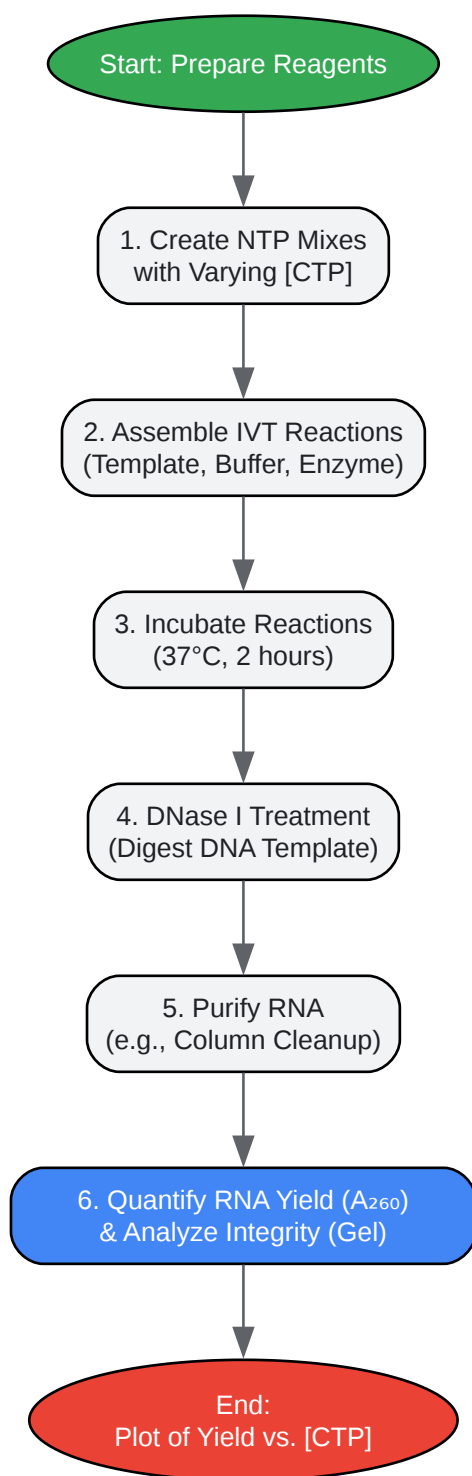 Start: Prepare Reagents
1. Create NTP Mixes
with Varying [CTP]
2. Assemble IVT Reactions
(Template, Buffer, Enzyme)
3. Incubate Reactions
(37°C, 2 hours)
4. DNase I Treatment
(Digest DNA Template)
5. Purify RNA
(e.g., Column Cleanup)
6. Quantify RNA Yield (A₂₆₀)
& Analyze Integrity (Gel)
End:
Plot of Yield vs. [CTP]